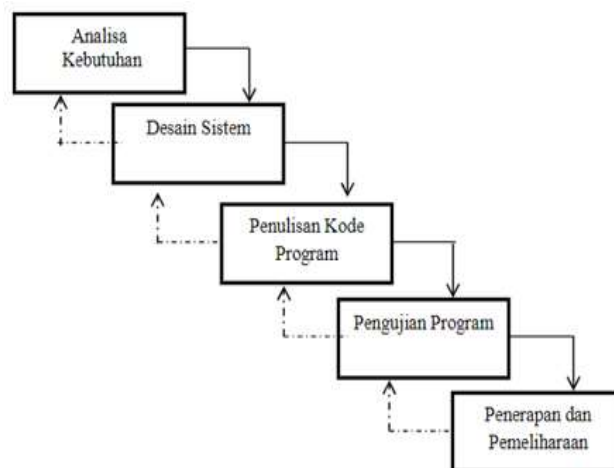 Analisa
Kebutuhan
Desain Sistem
Penulisan Kode
Program
Pengujian Program
Penerapan dan
Pemeliharaan